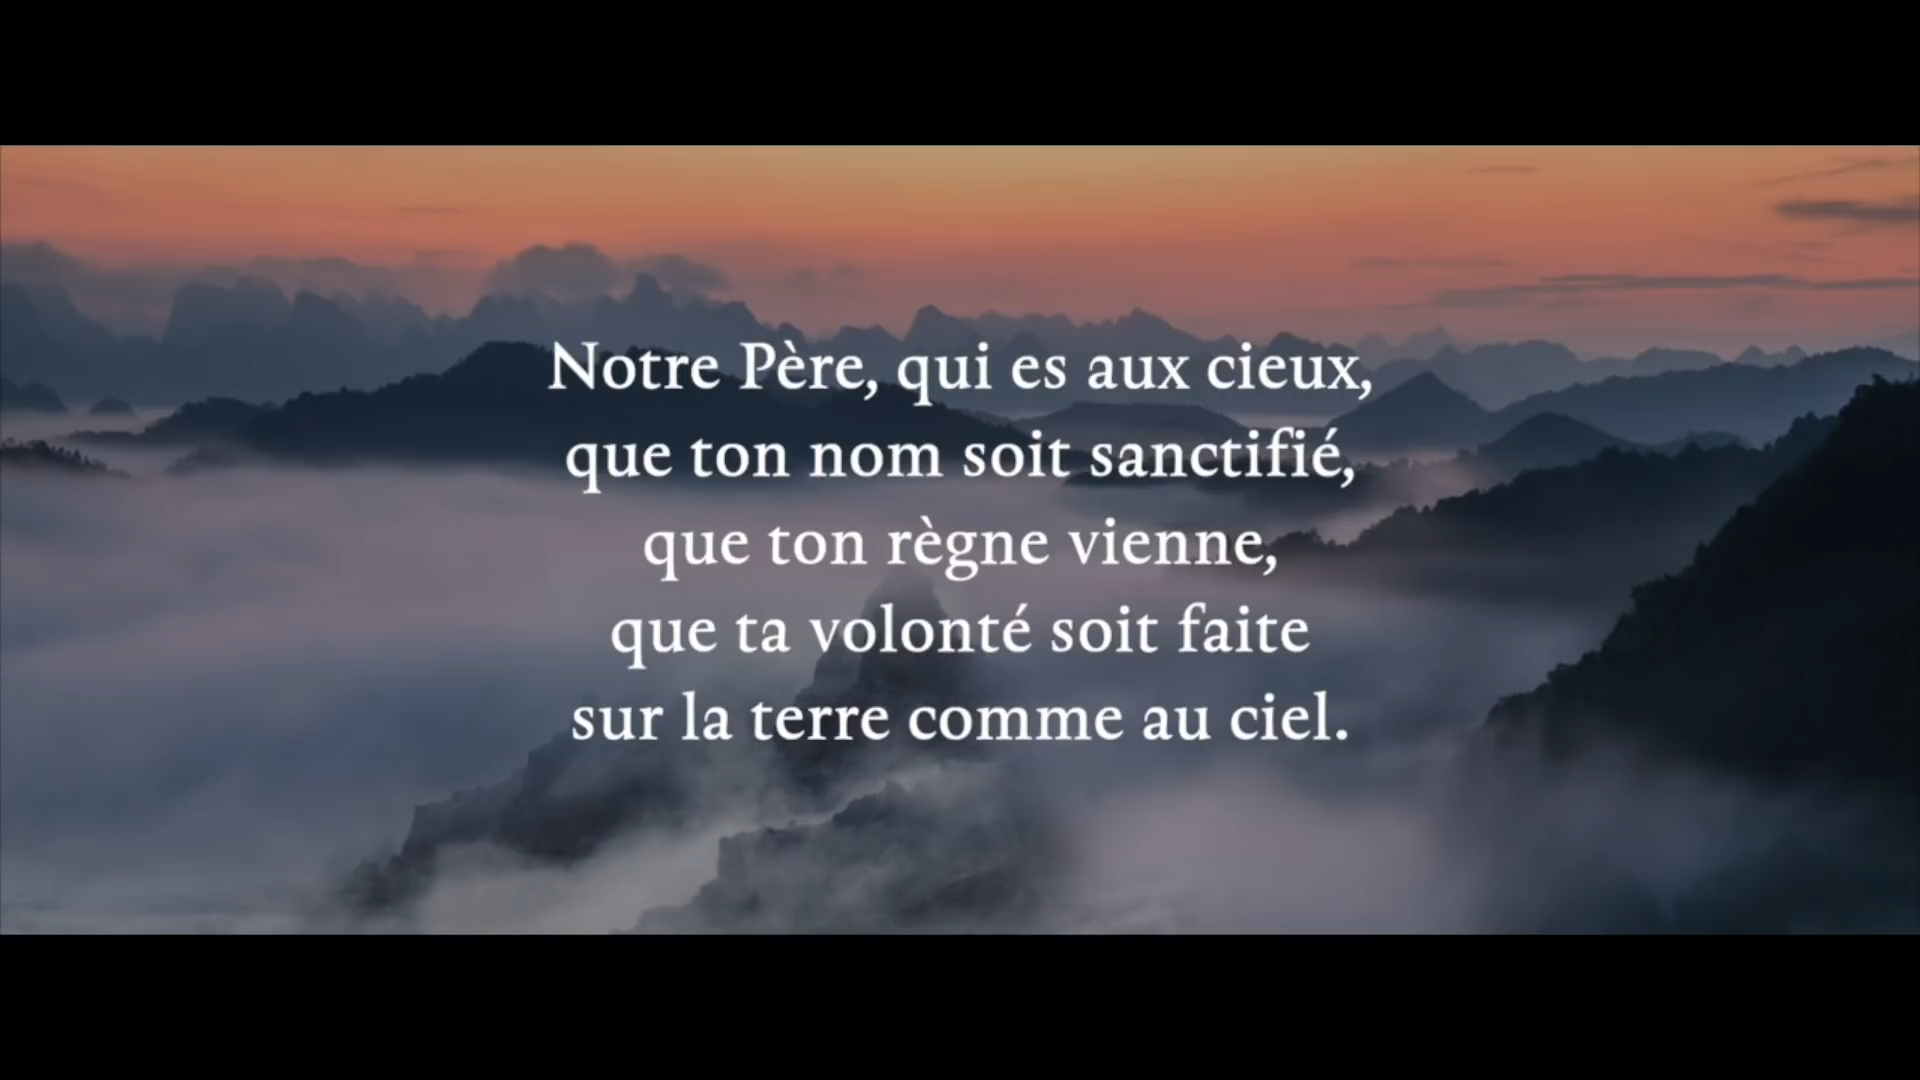 Notre Père, qui es aux cieux,
que ton nom soit sanctifié,
que ton règne vienne,
que ta volonté soit faite
sur la terre comme au ciel.